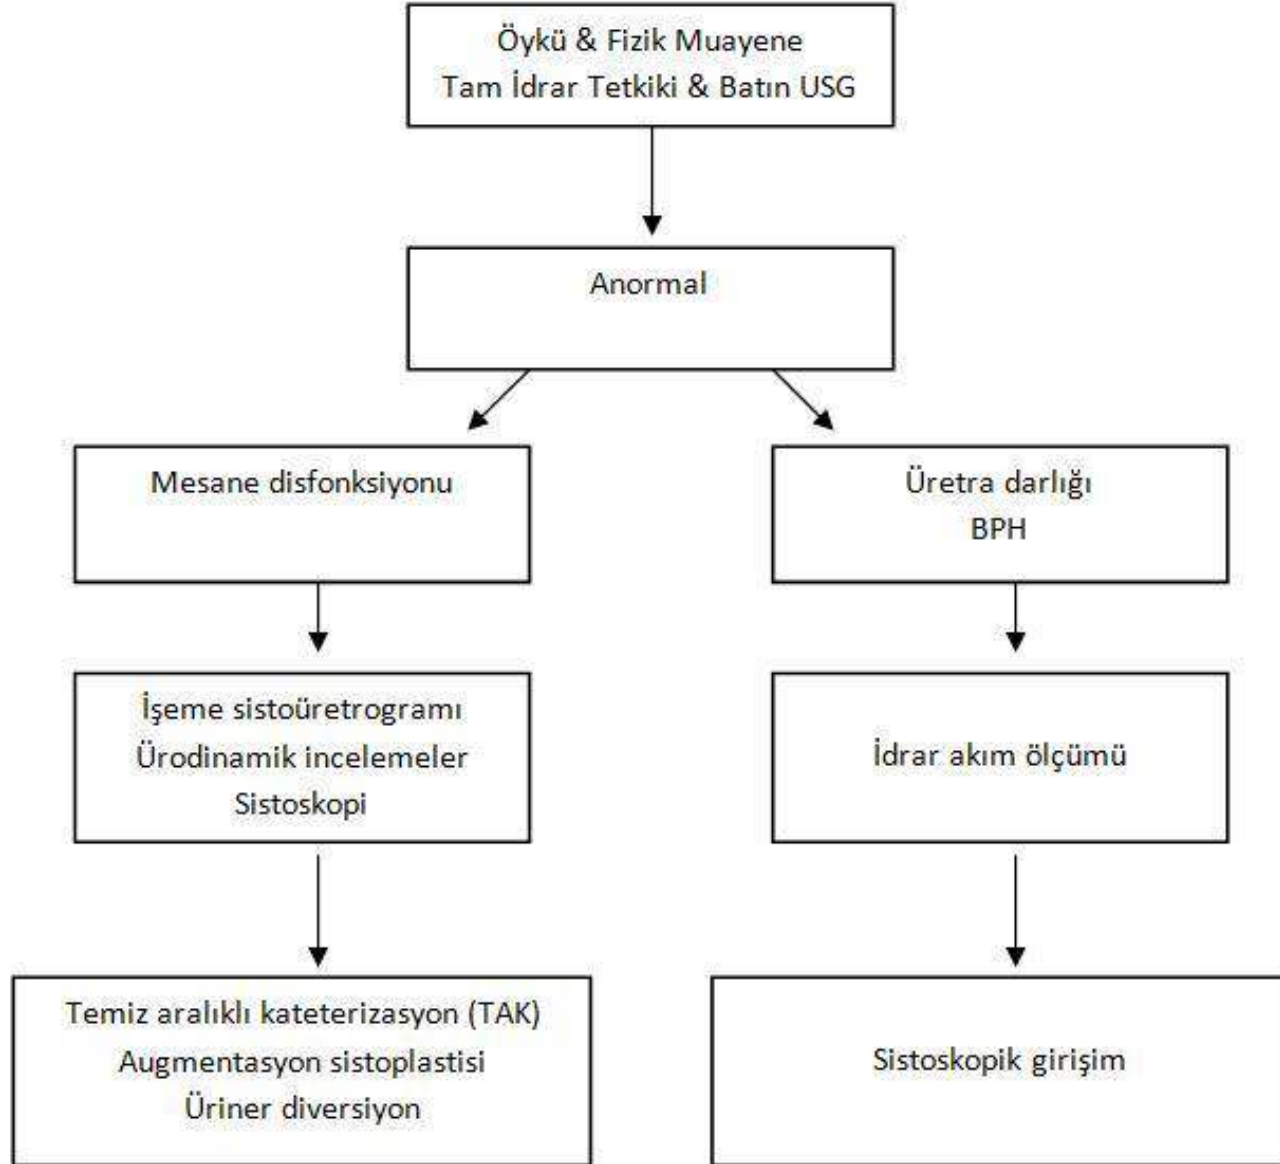 Öykü & Fizik Muayene
Tam İdrar Tetkiki & Batın USG
Anormal
Mesane disfonksiyonu
Üretra darlığı
BPH
İşeme sistoüretrogramı
Ürodinamik incelemeler
Sistoskopi
İdrar akım ölçümü
Temiz aralıklı kateterizasyon (TAK)
Augmentasyon sistoplastisi
Üriner diversiyon
Sistoskopik girişim